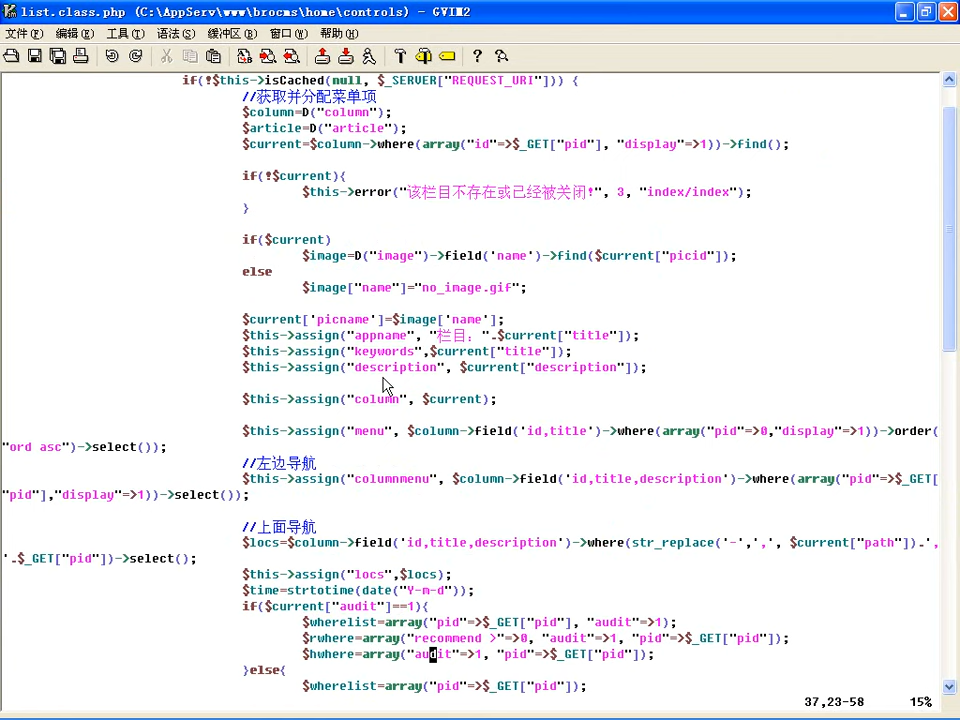 list.class.php (C:\AppServ\www\brocms\home\controls) - GVIM2
文件(F) 编辑(E) 工具(T) 语法(S) 缓冲区(B) 窗口(W) 帮助(H)
if(!$this->isCached(null, $_SERVER["REQUEST_URI"])) {
//获取并分配菜单项
$column=D("column");
$article=D("article");
$current=$column->where(array("id"=>$_GET["pid"], "display"=>1))->find();
if(!$current){
$this->error("该栏目不存在或己经被关闭!", 3, "index/index");
}
if($current)
$image=D("image")->field('name')->find($current["picid"]);
else
$image["name"]="no_image.gif";
$current['picname']=$image['name'];
$this->assign("appname", "栏目: ".$current["title"]);
$this->assign("keywords",$current["title"]);
$this->assign("description", $current["description"]);
$this->assign("column", $current);
$this->assign("menu", $column->field('id,title')->where(array("pid"=>0,"display"=>1))->order(
"ord asc")->select());
//左边导航
$this->assign("columnmenu", $column->field('id,title,description')->where(array("pid"=>$_GET[
"pid"],"display"=>1))->select());
//上面导航
$locs=$column->field('id,title,description')->where(str_replace('-',',', $current["path"]).',
'.$_GET["pid"])->select();
$this->assign("locs",$locs);
$time=strtotime(date("Y-m-d"));
if($current["audit"]==1){
$wherelist=array("pid"=>$_GET["pid"], "audit"=>1);
$rwhere=array("recommend >"=>0, "audit"=>1, "pid"=>$_GET["pid"]);
$hwhere=array("audit"=>1, "pid"=>$_GET["pid"]);
}else{
$wherelist=array("pid"=>$_GET["pid"]);
37,23-58 15%